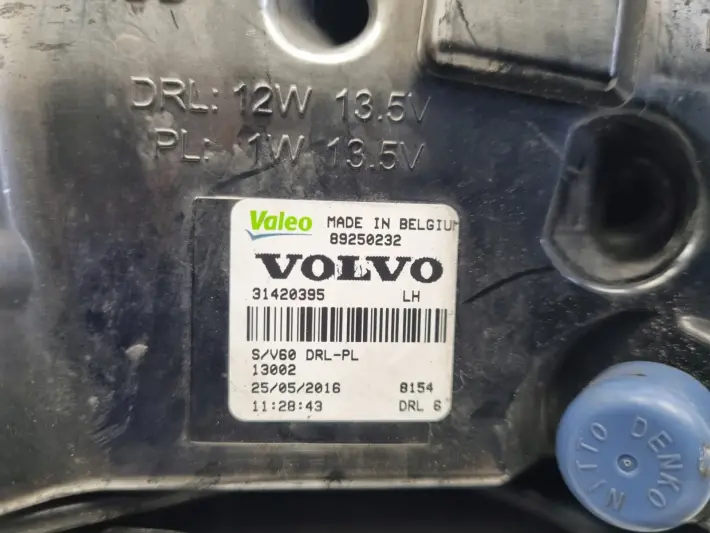 DRL: 12W 13.5V
PL: 1W 13.5V
Valeo MADE IN BELGIUM
89250232
VOLVO
31420395 LH
S/V60 DRL-PL
13002
25/05/2016 8154
11:28:43 DRL 6
NITTO DENKO